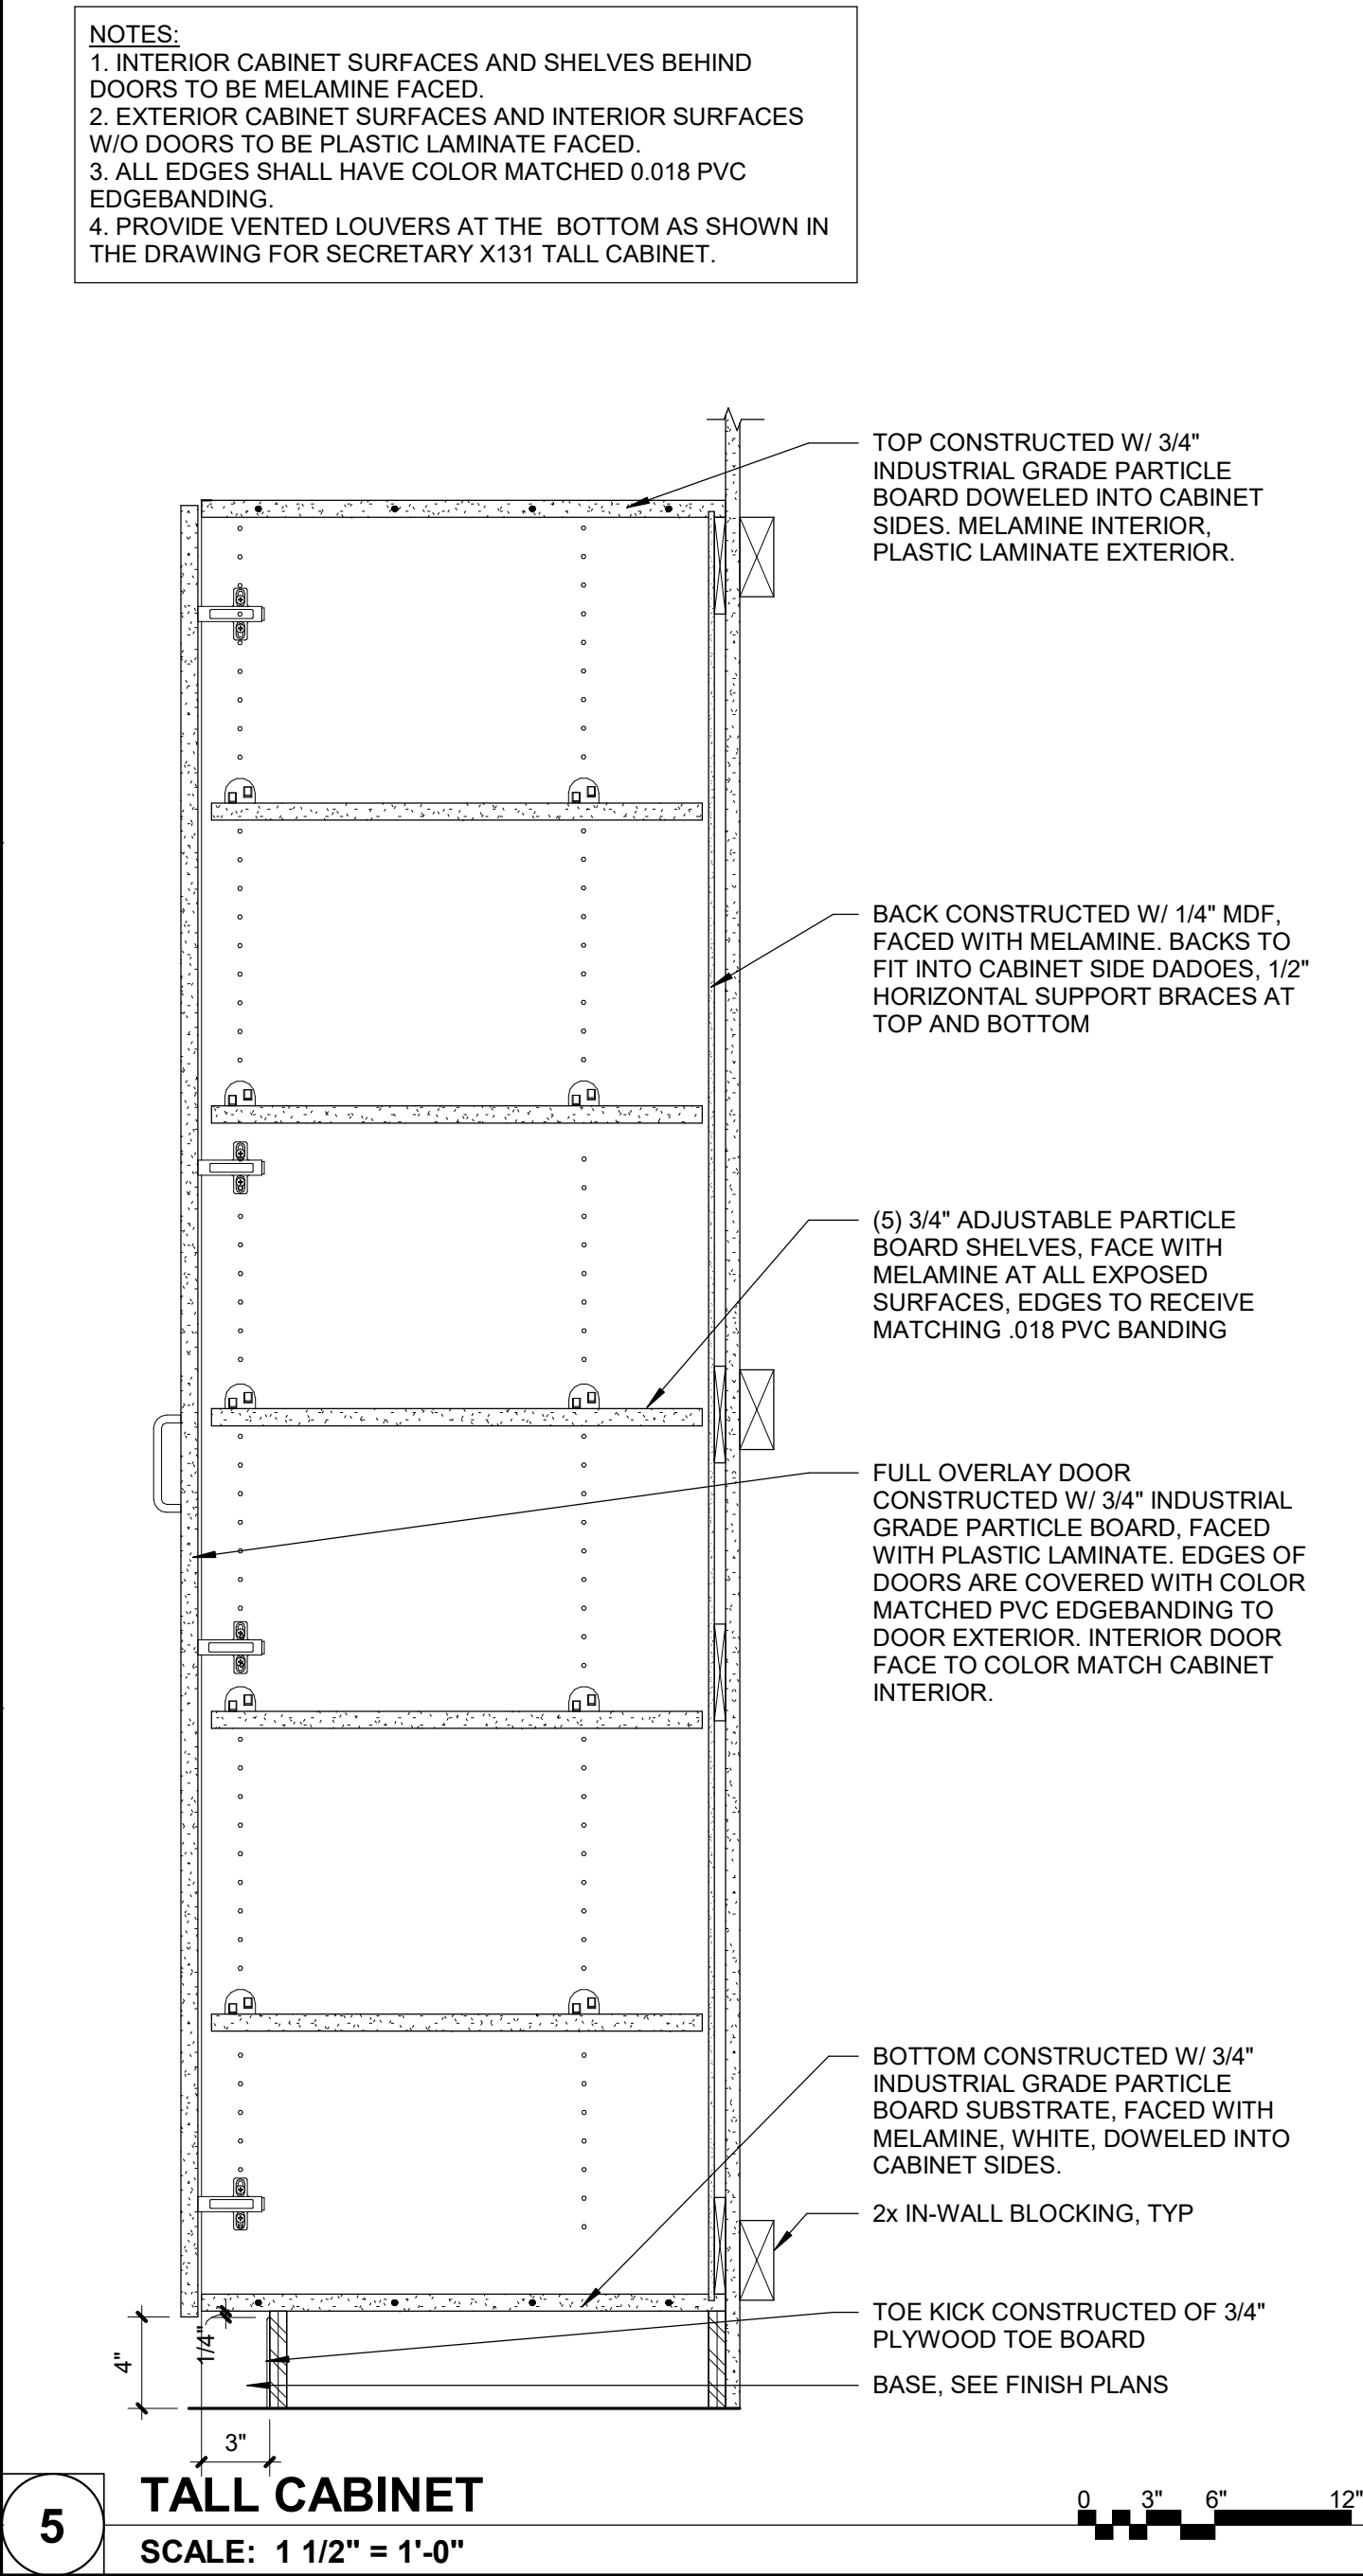 NOTES:
1. INTERIOR CABINET SURFACES AND SHELVES BEHIND
DOORS TO BE MELAMINE FACED.
2. EXTERIOR CABINET SURFACES AND INTERIOR SURFACES
W/O DOORS TO BE PLASTIC LAMINATE FACED.
3. ALL EDGES SHALL HAVE COLOR MATCHED 0.018 PVC
EDGEBANDING.
4. PROVIDE VENTED LOUVERS AT THE BOTTOM AS SHOWN IN
THE DRAWING FOR SECRETARY X131 TALL CABINET.
TOP CONSTRUCTED W/ 3/4"
INDUSTRIAL GRADE PARTICLE
BOARD DOWELED INTO CABINET
SIDES. MELAMINE INTERIOR,
PLASTIC LAMINATE EXTERIOR.
BACK CONSTRUCTED W/ 1/4" MDF,
FACED WITH MELAMINE. BACKS TO
FIT INTO CABINET SIDE DADOES, 1/2"
HORIZONTAL SUPPORT BRACES AT
TOP AND BOTTOM
(5) 3/4" ADJUSTABLE PARTICLE
BOARD SHELVES, FACE WITH
MELAMINE AT ALL EXPOSED
SURFACES, EDGES TO RECEIVE
MATCHING .018 PVC BANDING
FULL OVERLAY DOOR
CONSTRUCTED W/ 3/4" INDUSTRIAL
GRADE PARTICLE BOARD, FACED
WITH PLASTIC LAMINATE. EDGES OF
DOORS ARE COVERED WITH COLOR
MATCHED PVC EDGEBANDING TO
DOOR EXTERIOR. INTERIOR DOOR
FACE TO COLOR MATCH CABINET
INTERIOR.
BOTTOM CONSTRUCTED W/ 3/4"
INDUSTRIAL GRADE PARTICLE
BOARD SUBSTRATE, FACED WITH
MELAMINE, WHITE, DOWELED INTO
CABINET SIDES.
2x IN-WALL BLOCKING, TYP
TOE KICK CONSTRUCTED OF 3/4"
PLYWOOD TOE BOARD
BASE, SEE FINISH PLANS
4"
1/4"
3"
5
TALL CABINET
SCALE: 1 1/2" = 1'-0"
0 3" 6" 12"